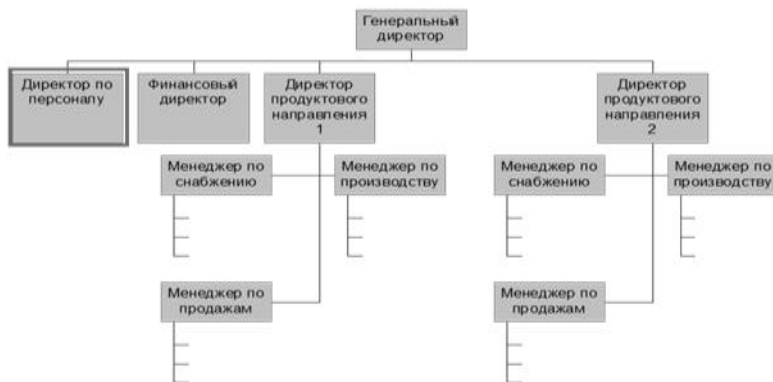 Генеральный
директор
Директор по
персоналу
Финансовый
директор
Директор
продуктового
направления
1
Директор
продуктового
направления
2
Менеджер по
снабжению
Менеджер по
производству
Менеджер по
снабжению
Менеджер по
производству
Менеджер по
продажам
Менеджер по
продажам